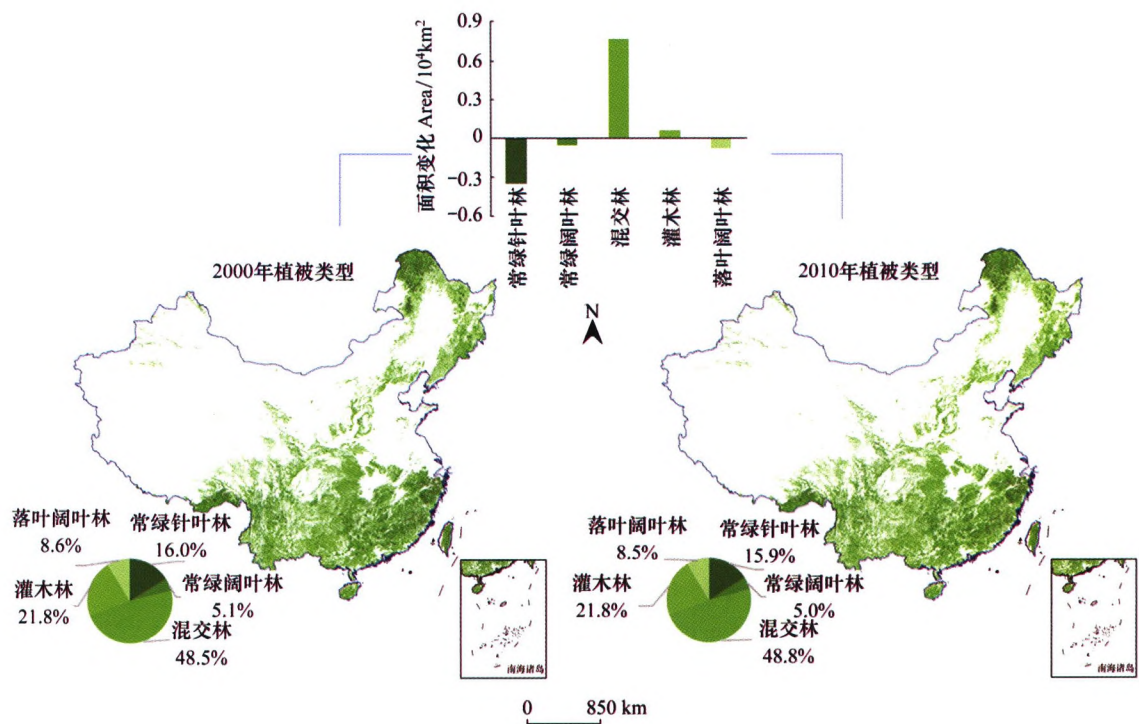 面积变化 Area/10⁴km²
0.9
0.6
0.3
0
−0.3
−0.6
常绿针叶林
常绿阔叶林
混交林
灌木林
落叶阔叶林
2000年植被类型
2010年植被类型
N
落叶阔叶林
8.6%
常绿针叶林
16.0%
灌木林
21.8%
常绿阔叶林
5.1%
混交林
48.5%
南海诸岛
落叶阔叶林
8.5%
常绿针叶林
15.9%
灌木林
21.8%
常绿阔叶林
5.0%
混交林
48.8%
南海诸岛
0 850 km